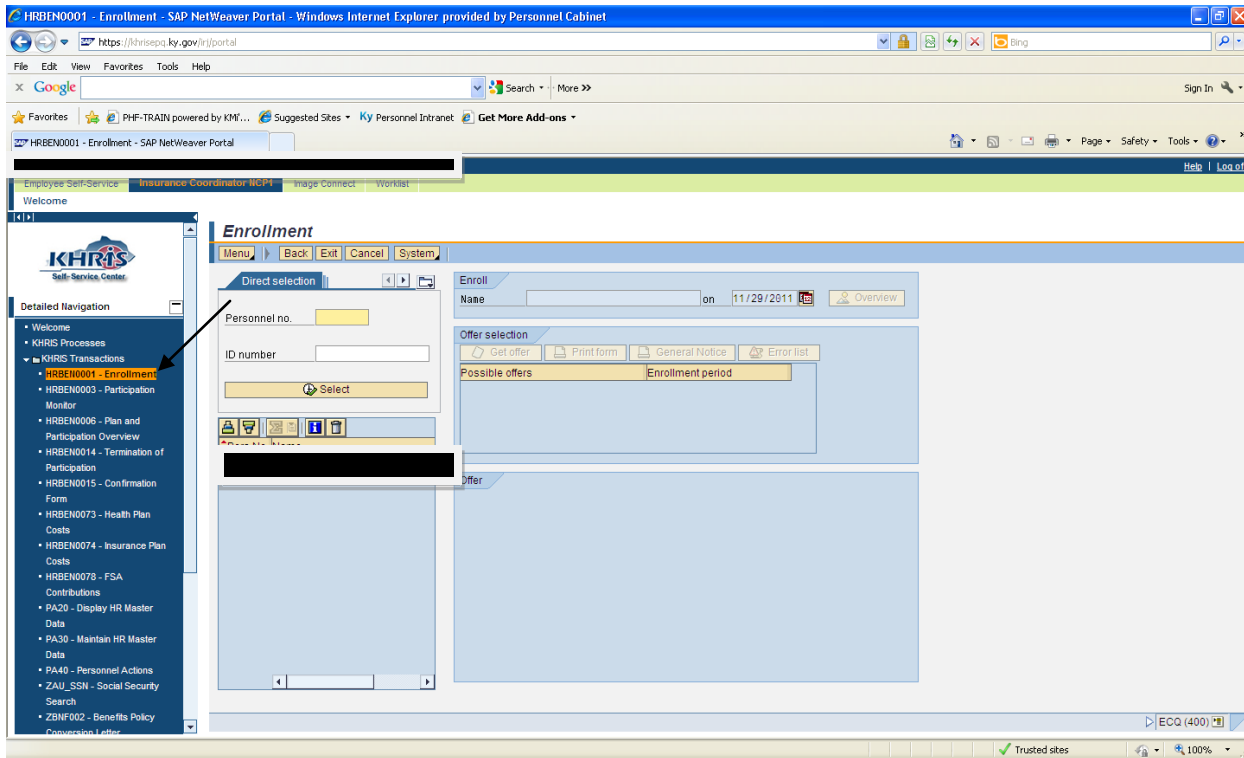 HRBEN0001 - Enrollment - SAP NetWeaver Portal - Windows Internet Explorer provided by Personnel Cabinet
https://khrisepq.ky.gov/irj/portal
Bing
File Edit View Favorites Tools Help
x Google Search More >> Sign In
Favorites PHF-TRAIN powered by KMi'... Suggested Sites Ky Personnel Intranet Get More Add-ons
HRBEN0001 - Enrollment - SAP NetWeaver Portal
Page Safety Tools
Help | Log of
Employee Self-Service Insurance Coordinator NCP1 Image Connect Worklist
Welcome
KHRIS
Self-Service Center
Detailed Navigation
• Welcome
• KHRIS Processes
KHRIS Transactions
• HRBEN0001 - Enrollment
• HRBEN0003 - Participation
Monitor
• HRBEN0006 - Plan and
Participation Overview
• HRBEN0014 - Termination of
Participation
• HRBEN0015 - Confirmation
Form
• HRBEN0073 - Health Plan
Costs
• HRBEN0074 - Insurance Plan
Costs
• HRBEN0078 - FSA
Contributions
• PA20 - Display HR Master
Data
• PA30 - Maintain HR Master
Data
• PA40 - Personnel Actions
• ZAU_SSN - Social Security
Search
• ZBNF002 - Benefits Policy
Conversion Letter
Enrollment
Menu Back Exit Cancel System
Direct selection
Personnel no.
ID number
Select
Pers.No. Name
Enroll
Name on 11/29/2011 Overview
Offer selection
Get offer Print form General Notice Error list
Possible offers Enrollment period
Offer
ECQ (400)
Trusted sites 100%